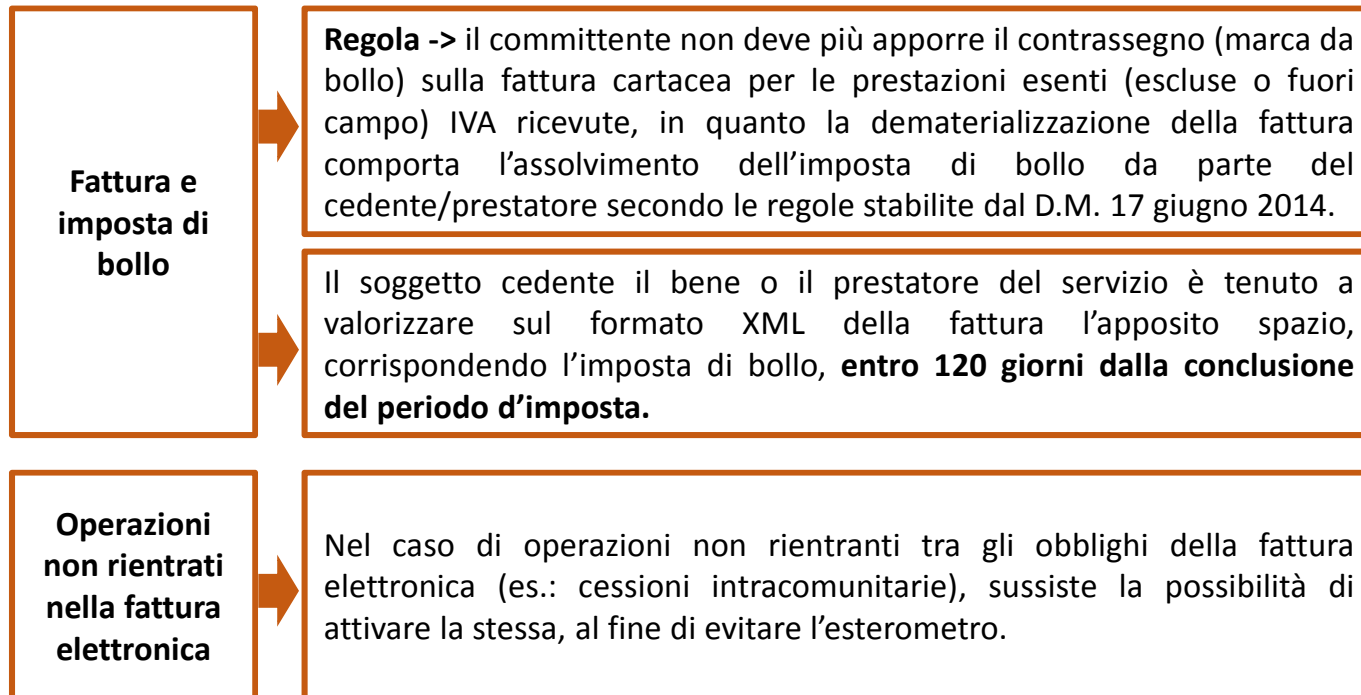 Fattura e
imposta di
bollo
Regola -> il committente non deve più apporre il contrassegno (marca da
bollo) sulla fattura cartacea per le prestazioni esenti (escluse o fuori
campo) IVA ricevute, in quanto la dematerializzazione della fattura
comporta l’assolvimento dell’imposta di bollo da parte del
cedente/prestatore secondo le regole stabilite dal D.M. 17 giugno 2014.
Il soggetto cedente il bene o il prestatore del servizio è tenuto a
valorizzare sul formato XML della fattura l’apposito spazio,
corrispondendo l’imposta di bollo, entro 120 giorni dalla conclusione
del periodo d’imposta.
Operazioni
non rientrati
nella fattura
elettronica
Nel caso di operazioni non rientranti tra gli obblighi della fattura
elettronica (es.: cessioni intracomunitarie), sussiste la possibilità di
attivare la stessa, al fine di evitare l’esterometro.